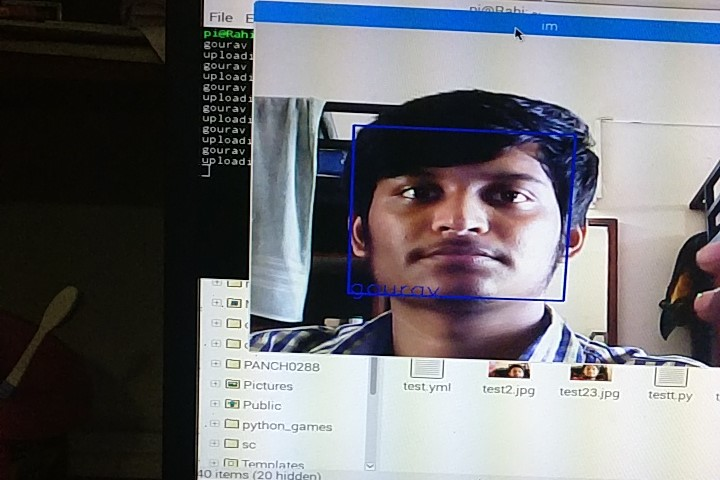 File
im
pi@Rahi
gourav
uploadi
gourav
uploadi
gourav
uploadi
gourav
uploadi
gourav
uploadi
gourav
uploadi
gourav
PANCH0288
Pictures
Public
python_games
sc
Templates
test.yml
test2.jpg
test23.jpg
testt.py
40 items (20 hidden)